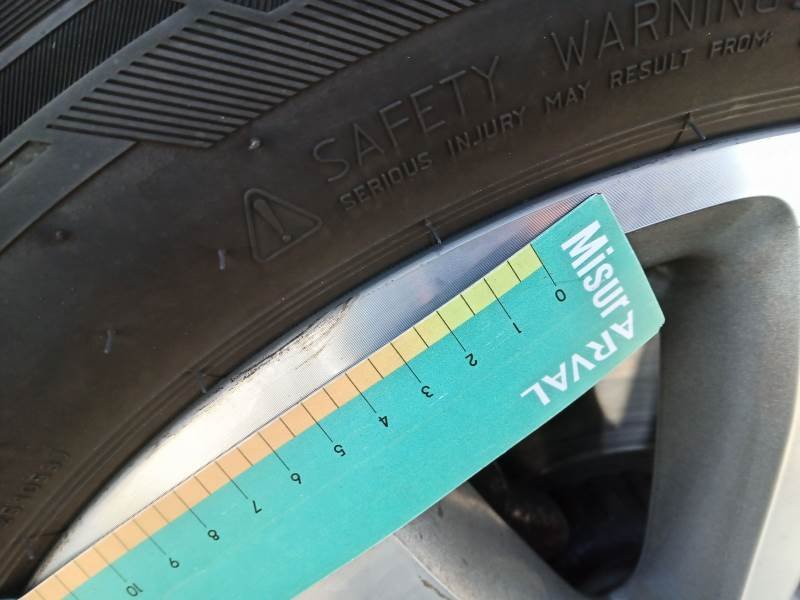 SAFETY WARNING
SERIOUS INJURY MAY RESULT FROM:
MisurARVAL
0 1 2 3 4 5 6 7 8 9 10